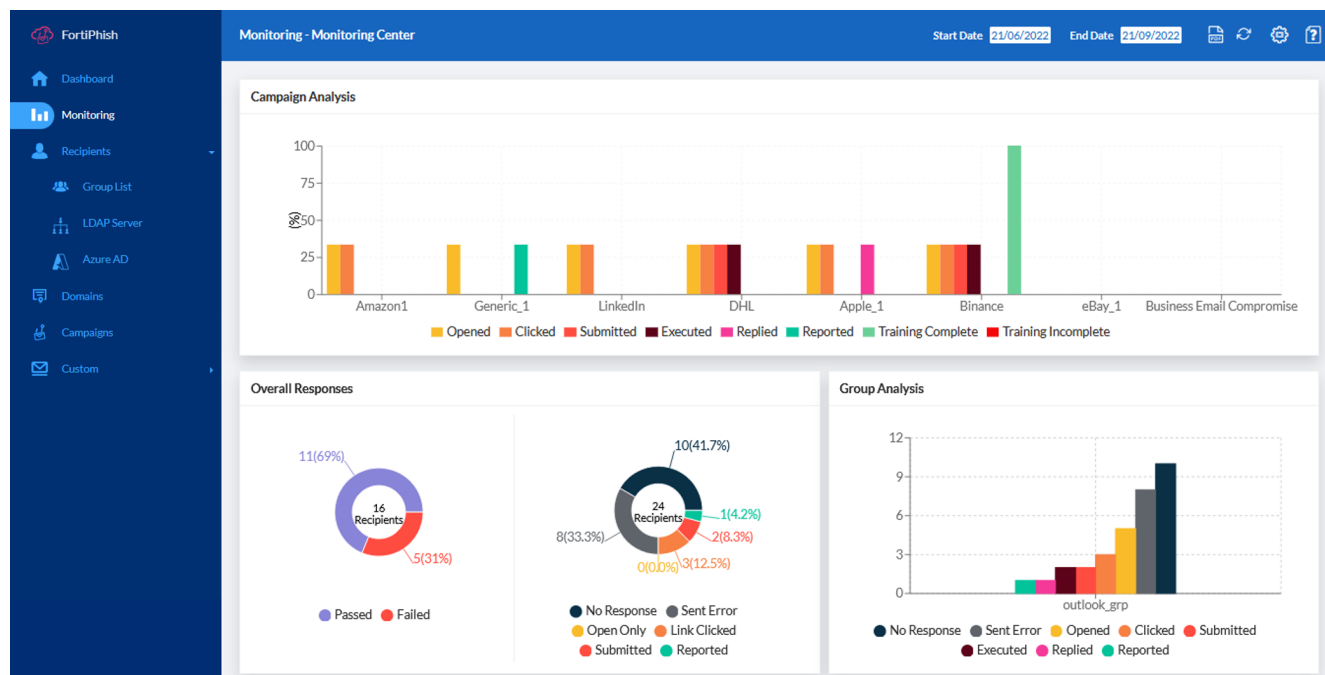 FortiPhish
Monitoring - Monitoring Center
Start Date 21/06/2022 End Date 21/09/2022
PDF
?
Dashboard
Monitoring
Recipients
Group List
LDAP Server
Azure AD
Domains
Campaigns
Custom
Campaign Analysis
100
75
50
25
0
(%)
Amazon1 Generic_1 LinkedIn DHL Apple_1 Binance eBay_1 Business Email Compromise
Opened Clicked Submitted Executed Replied Reported Training Complete Training Incomplete
Overall Responses
11(69%)
16
Recipients
5(31%)
Passed Failed
10(41.7%)
24
Recipients
1(4.2%)
2(8.3%)
8(33.3%)
3(12.5%)
0(0.0%)
No Response Sent Error
Open Only Link Clicked
Submitted Reported
Group Analysis
12
9
6
3
0
outlook_grp
No Response Sent Error Opened Clicked Submitted
Executed Replied Reported